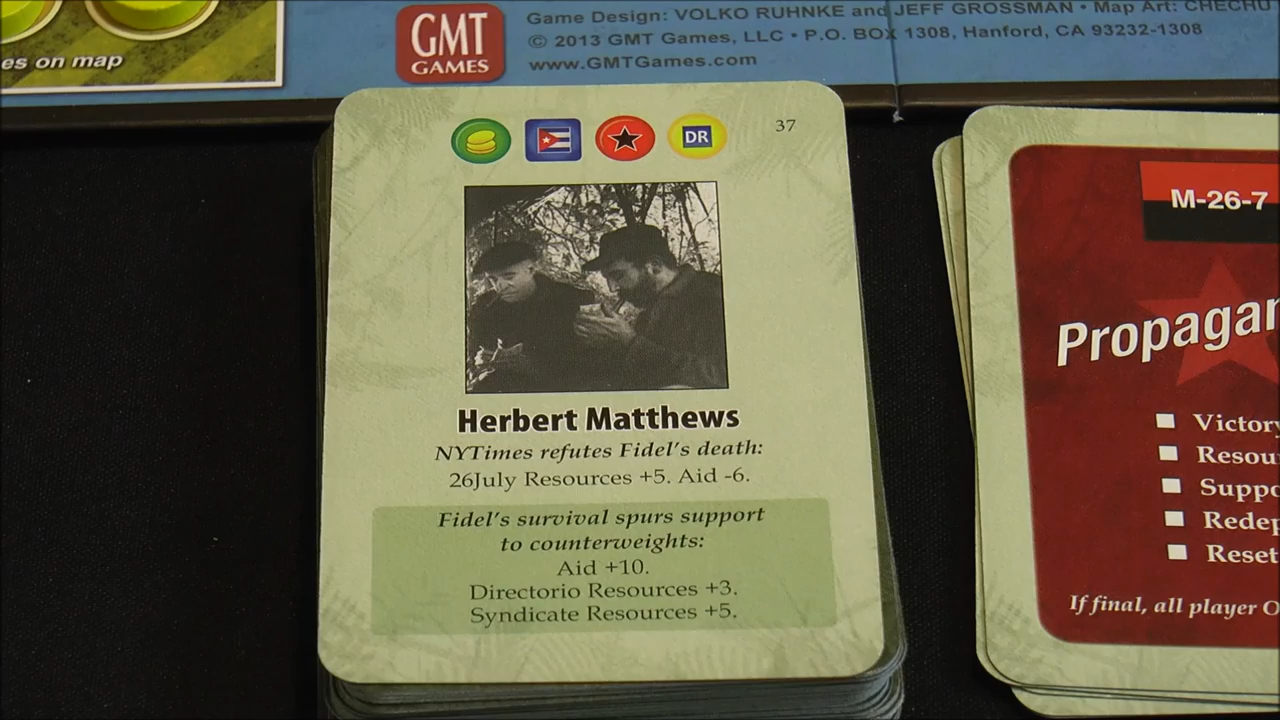 es on map
GMT
GAMES
Game Design: VOLKO RUHNKE and JEFF GROSSMAN • Map Art: CHECHU
© 2013 GMT Games, LLC • P.O. BOX 1308, Hanford, CA 93232-1308
www.GMTGames.com
DR
37
Herbert Matthews
NYTimes refutes Fidel's death:
26July Resources +5. Aid -6.
Fidel's survival spurs support
to counterweights:
Aid +10.
Directorio Resources +3.
Syndicate Resources +5.
M-26-7
Propagan
■ Victory
■ Resou
■ Suppo
■ Redep
■ Reset
If final, all player O